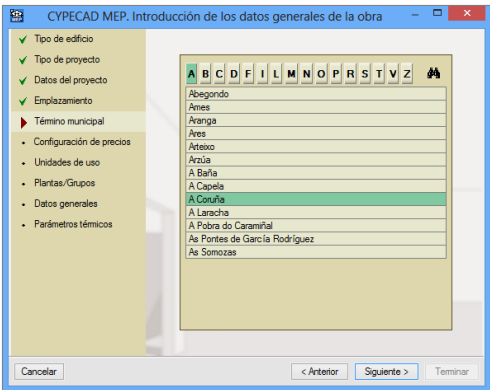 CYPECAD MEP. Introducción de los datos generales de la obra
Tipo de edificio
Tipo de proyecto
Datos del proyecto
Emplazamiento
Término municipal
Configuración de precios
Unidades de uso
Plantas/Grupos
Datos generales
Parámetros térmicos
A B C D F I L M N O P R S T V Z
Abegondo
Ames
Aranga
Ares
Arteixo
Arzúa
A Baña
A Capela
A Coruña
A Laracha
A Pobra do Caramiñal
As Pontes de García Rodríguez
As Somozas
Cancelar
< Anterior
Siguiente >
Terminar